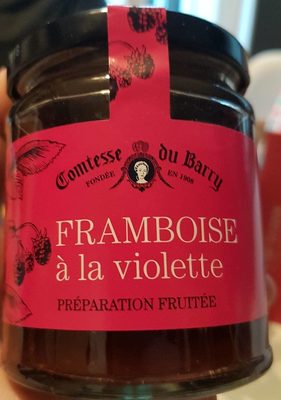 Comtesse du Barry
FONDÉE EN 1908
FRAMBOISE
à la violette
PRÉPARATION FRUITÉE